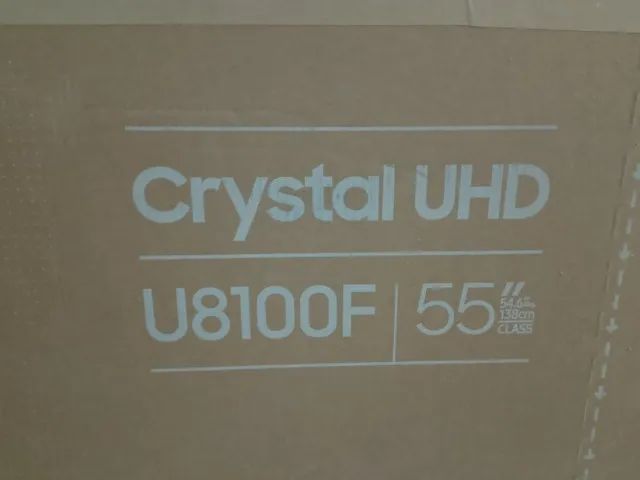 Crystal UHD
U8100F | 55"
54.6
138cm
CLASS